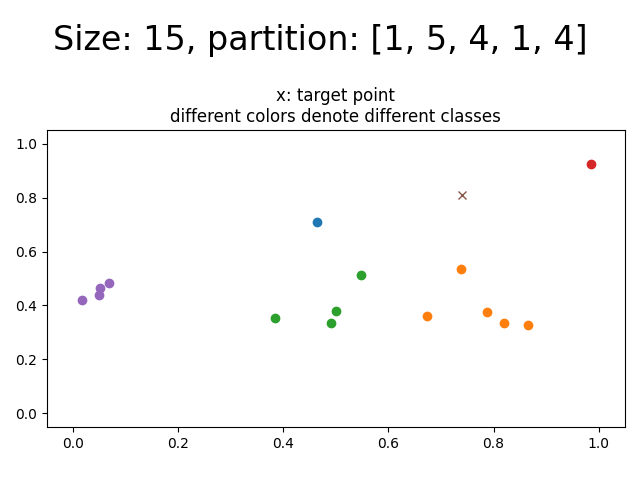 Size: 15, partition: [1, 5, 4, 1, 4]
x: target point
different colors denote different classes
1.0
0.8
0.6
0.4
0.2
0.0
0.0 0.2 0.4 0.6 0.8 1.0